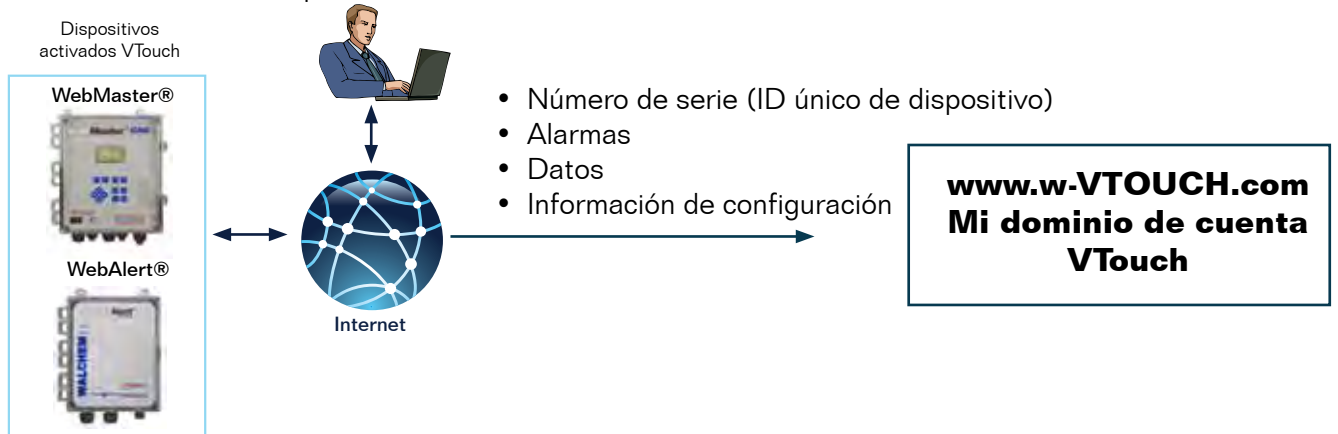 Dispositivos
activados VTouch
WebMaster®
WebAlert®
WALCHEM
Internet
• Número de serie (ID único de dispositivo)
• Alarmas
• Datos
• Información de configuración
www.w-VTOUCH.com
Mi dominio de cuenta
VTouch